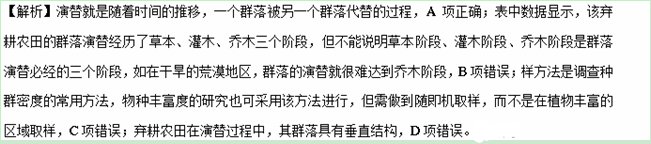 【解析】演替就是随着时间的推移，一个群落被另一个群落代替的过程，A 项正确；表中数据显示，该弃
耕农田的群落演替经历了草本、灌木、乔木三个阶段，但不能说明草本阶段、灌木阶段、乔木阶段是群落
演替必经的三个阶段，如在干旱的荒漠地区，群落的演替就很难达到乔木阶段，B项错误；样方法是调查种
群密度的常用方法，物种丰富度的研究也可采用该方法进行，但需做到随即机取样，而不是在植物丰富的
区域取样，C项错误；弃耕农田在演替过程中，其群落具有垂直结构，D项错误。